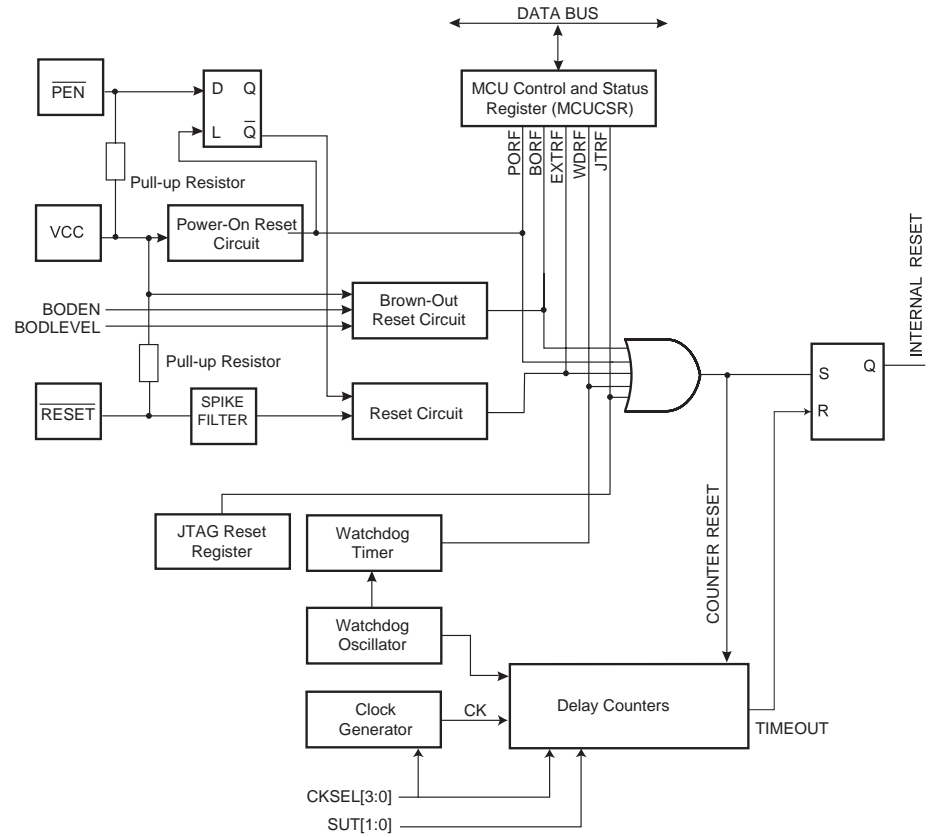 DATA BUS
PEN
D Q
L Q
MCU Control and Status
Register (MCUCSR)
PORF
BORF
EXTRF
WDRF
JTRF
Pull-up Resistor
VCC
Power-On Reset
Circuit
BODEN
BODLEVEL
Brown-Out
Reset Circuit
Pull-up Resistor
RESET
SPIKE
FILTER
Reset Circuit
S
Q
R
INTERNAL RESET
JTAG Reset
Register
Watchdog
Timer
COUNTER RESET
Watchdog
Oscillator
Clock
Generator
CK
Delay Counters
TIMEOUT
CKSEL[3:0]
SUT[1:0]